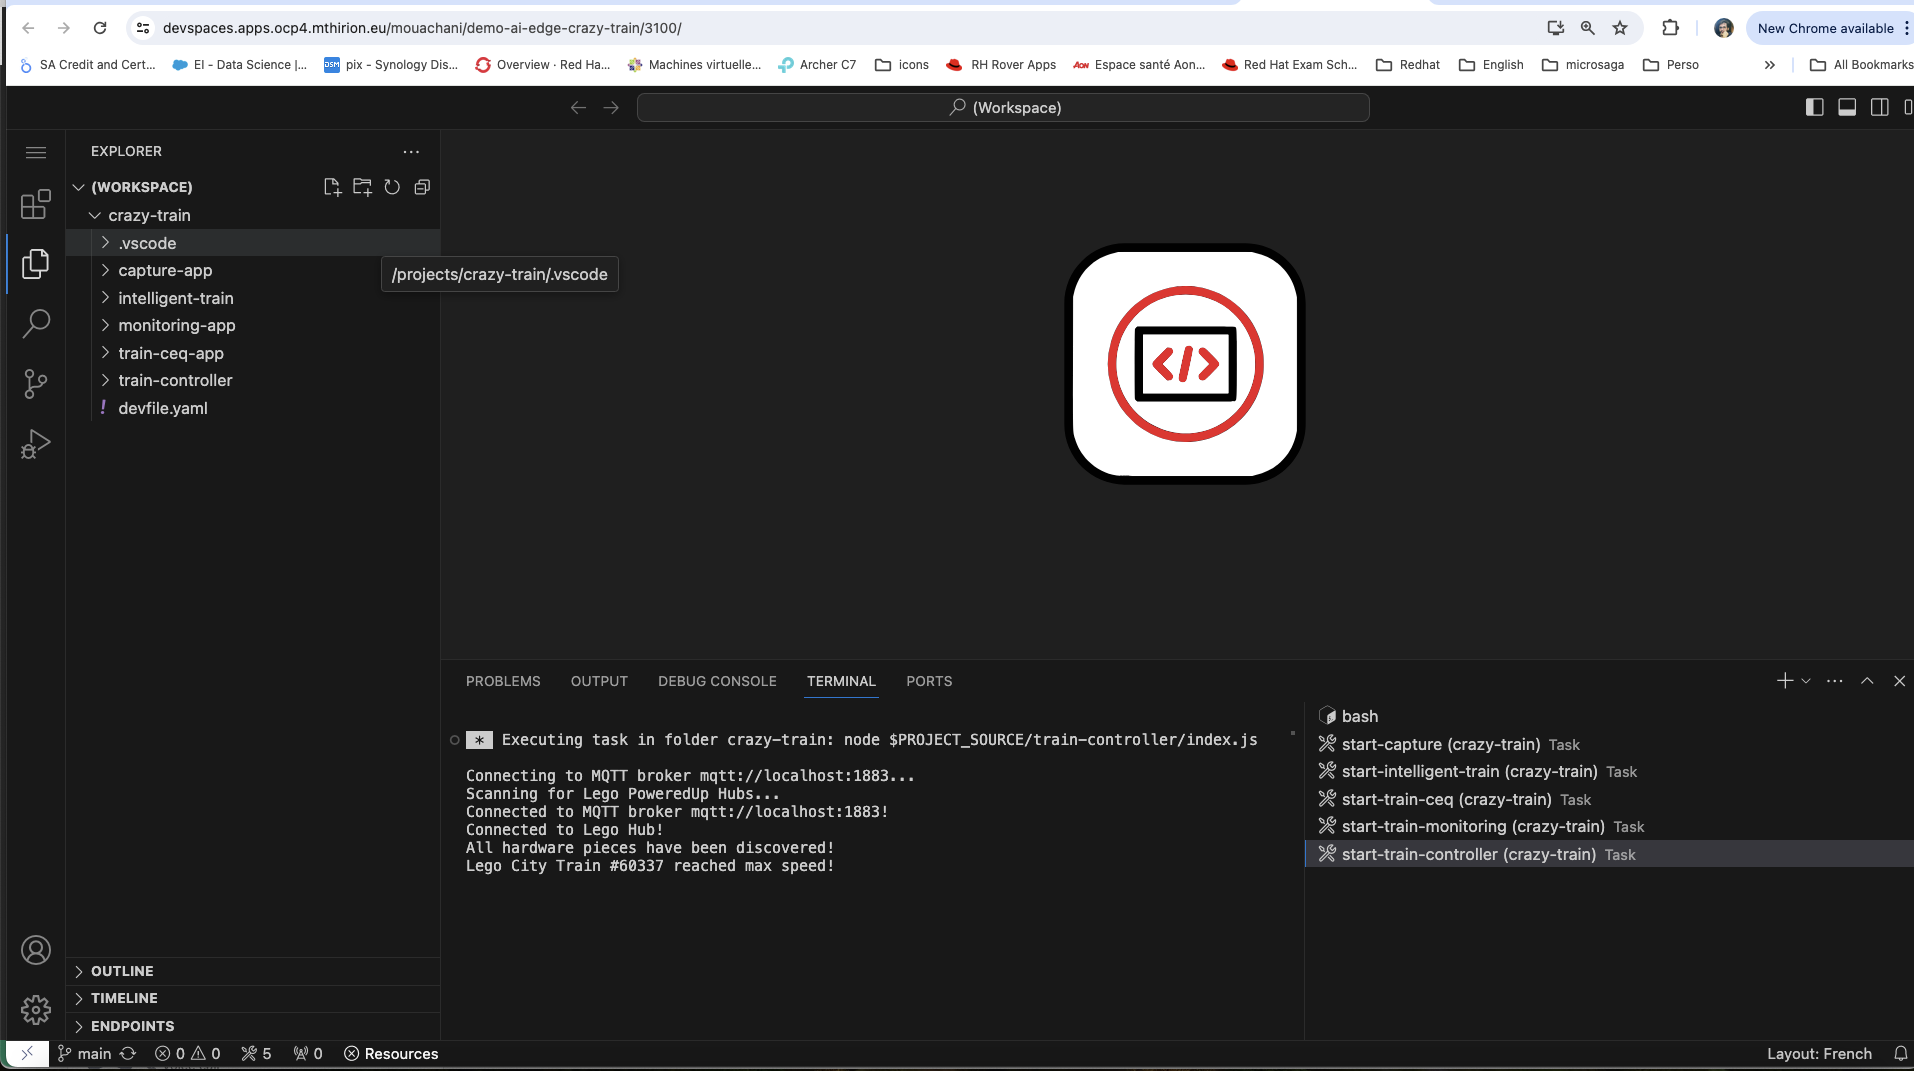 devspaces.apps.ocp4.mthirion.eu/mouachani/demo-ai-edge-crazy-train/3100/
New Chrome available
SA Credit and Cert...
EI - Data Science |...
DSM
pix - Synology Dis...
Overview · Red Ha...
Machines virtuelle...
Archer C7
icons
RH Rover Apps
AON
Espace santé Aon...
Red Hat Exam Sch...
Redhat
English
microsaga
Perso
All Bookmarks
(Workspace)
EXPLORER
(WORKSPACE)
crazy-train
.vscode
/projects/crazy-train/.vscode
capture-app
intelligent-train
monitoring-app
train-ceq-app
train-controller
! devfile.yaml
</>
PROBLEMS OUTPUT DEBUG CONSOLE TERMINAL PORTS
* Executing task in folder crazy-train: node $PROJECT_SOURCE/train-controller/index.js
Connecting to MQTT broker mqtt://localhost:1883...
Scanning for Lego PoweredUp Hubs...
Connected to MQTT broker mqtt://localhost:1883!
Connected to Lego Hub!
All hardware pieces have been discovered!
Lego City Train #60337 reached max speed!
bash
start-capture (crazy-train) Task
start-intelligent-train (crazy-train) Task
start-train-ceq (crazy-train) Task
start-train-monitoring (crazy-train) Task
start-train-controller (crazy-train) Task
OUTLINE
TIMELINE
ENDPOINTS
main 0 0 5 0 Resources
Layout: French